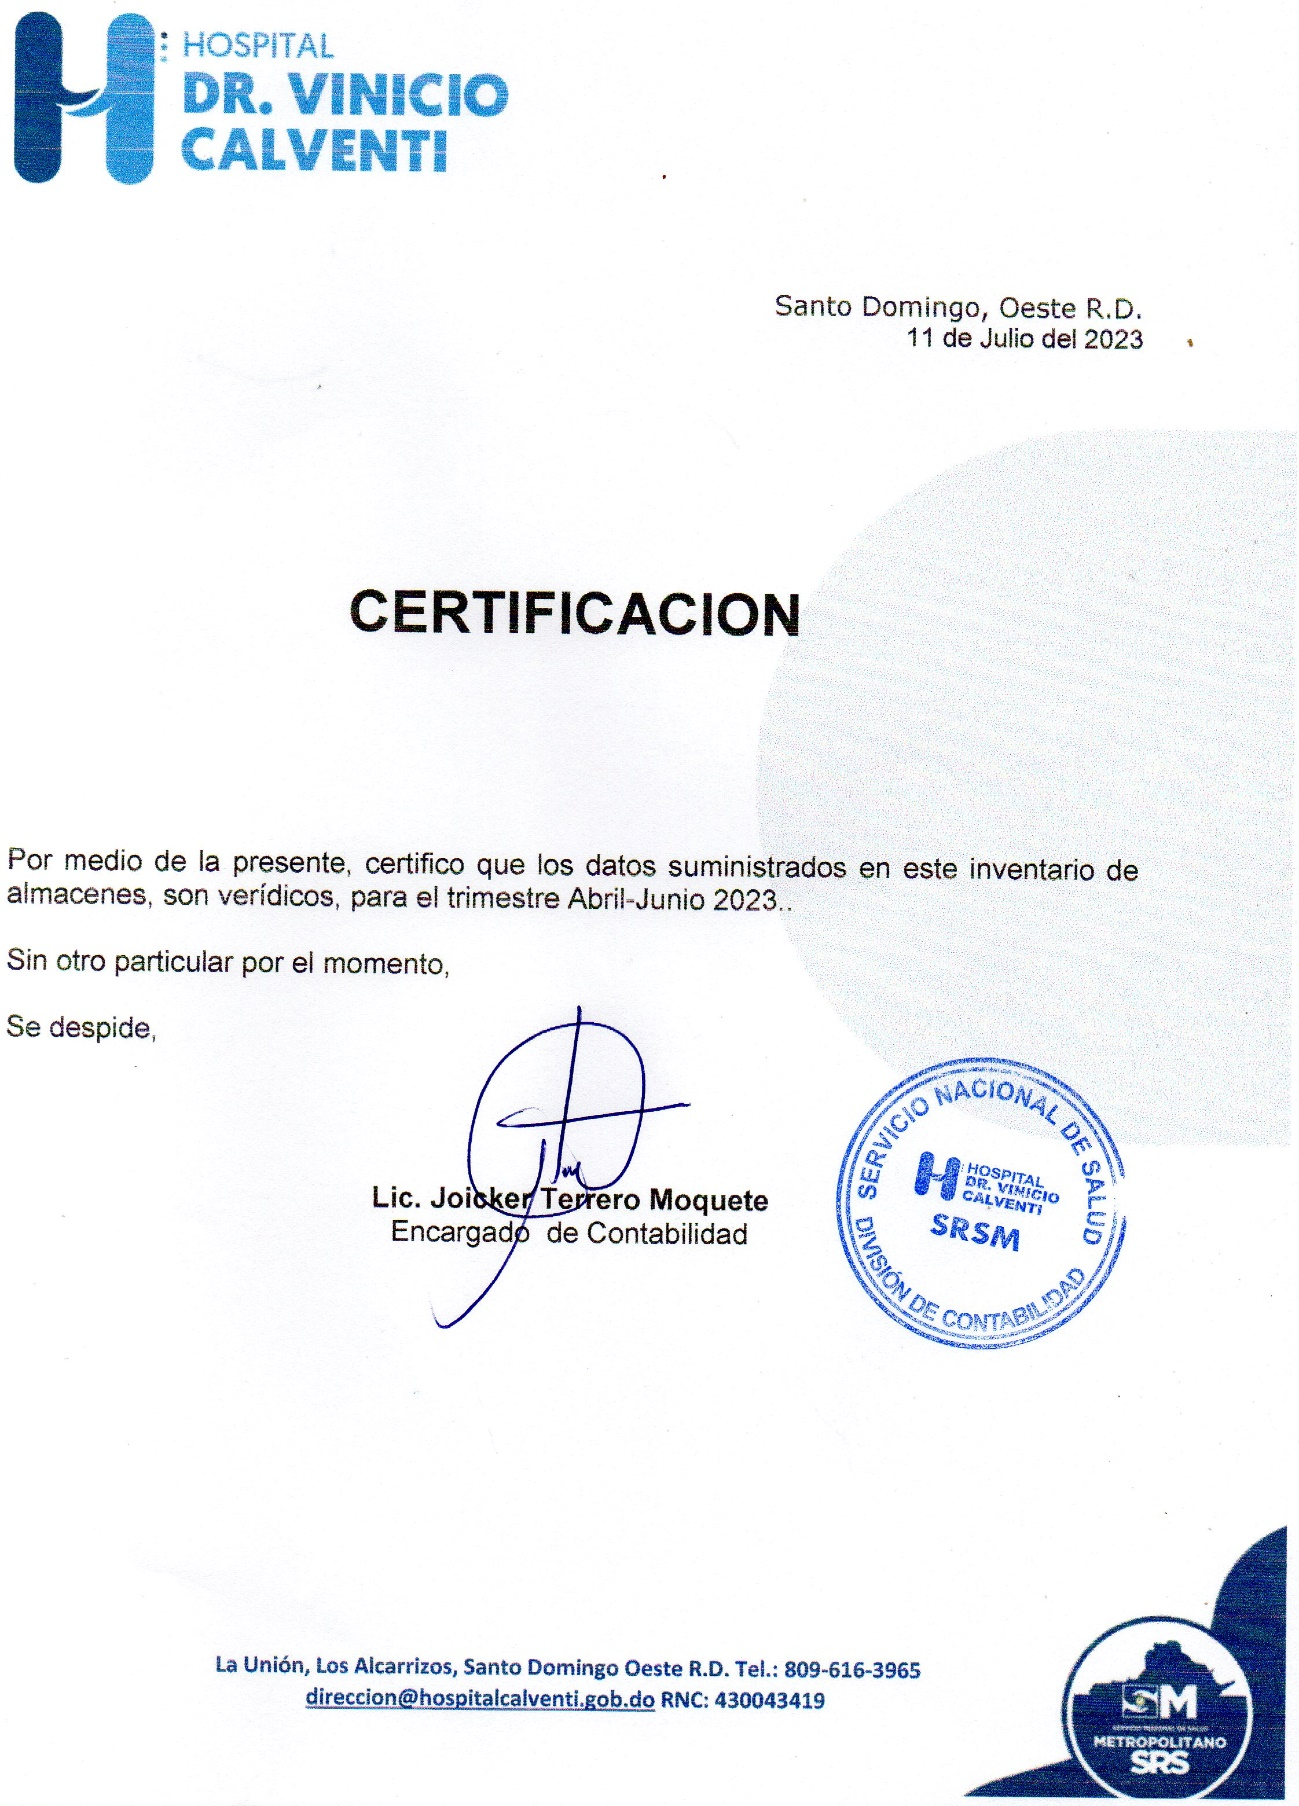 HOSPITAL
DR. VINICIO
CALVENTI
Santo Domingo, Oeste R.D.
11 de Julio del 2023
CERTIFICACION
Por medio de la presente, certifico que los datos suministrados en este inventario de
almacenes, son verídicos, para el trimestre Abril-Junio 2023..
Sin otro particular por el momento,
Se despide,
Lic. Joicker Terrero Moquete
Encargado de Contabilidad
SERVICIO NACIONAL DE SALUD
HOSPITAL
DR. VINICIO
CALVENTI
SRSM
DIVISIÓN DE CONTABILIDAD
La Unión, Los Alcarrizos, Santo Domingo Oeste R.D. Tel.: 809-616-3965
direccion@hospitalcalventi.gob.do RNC: 430043419
M
METROPOLITANO
SRS